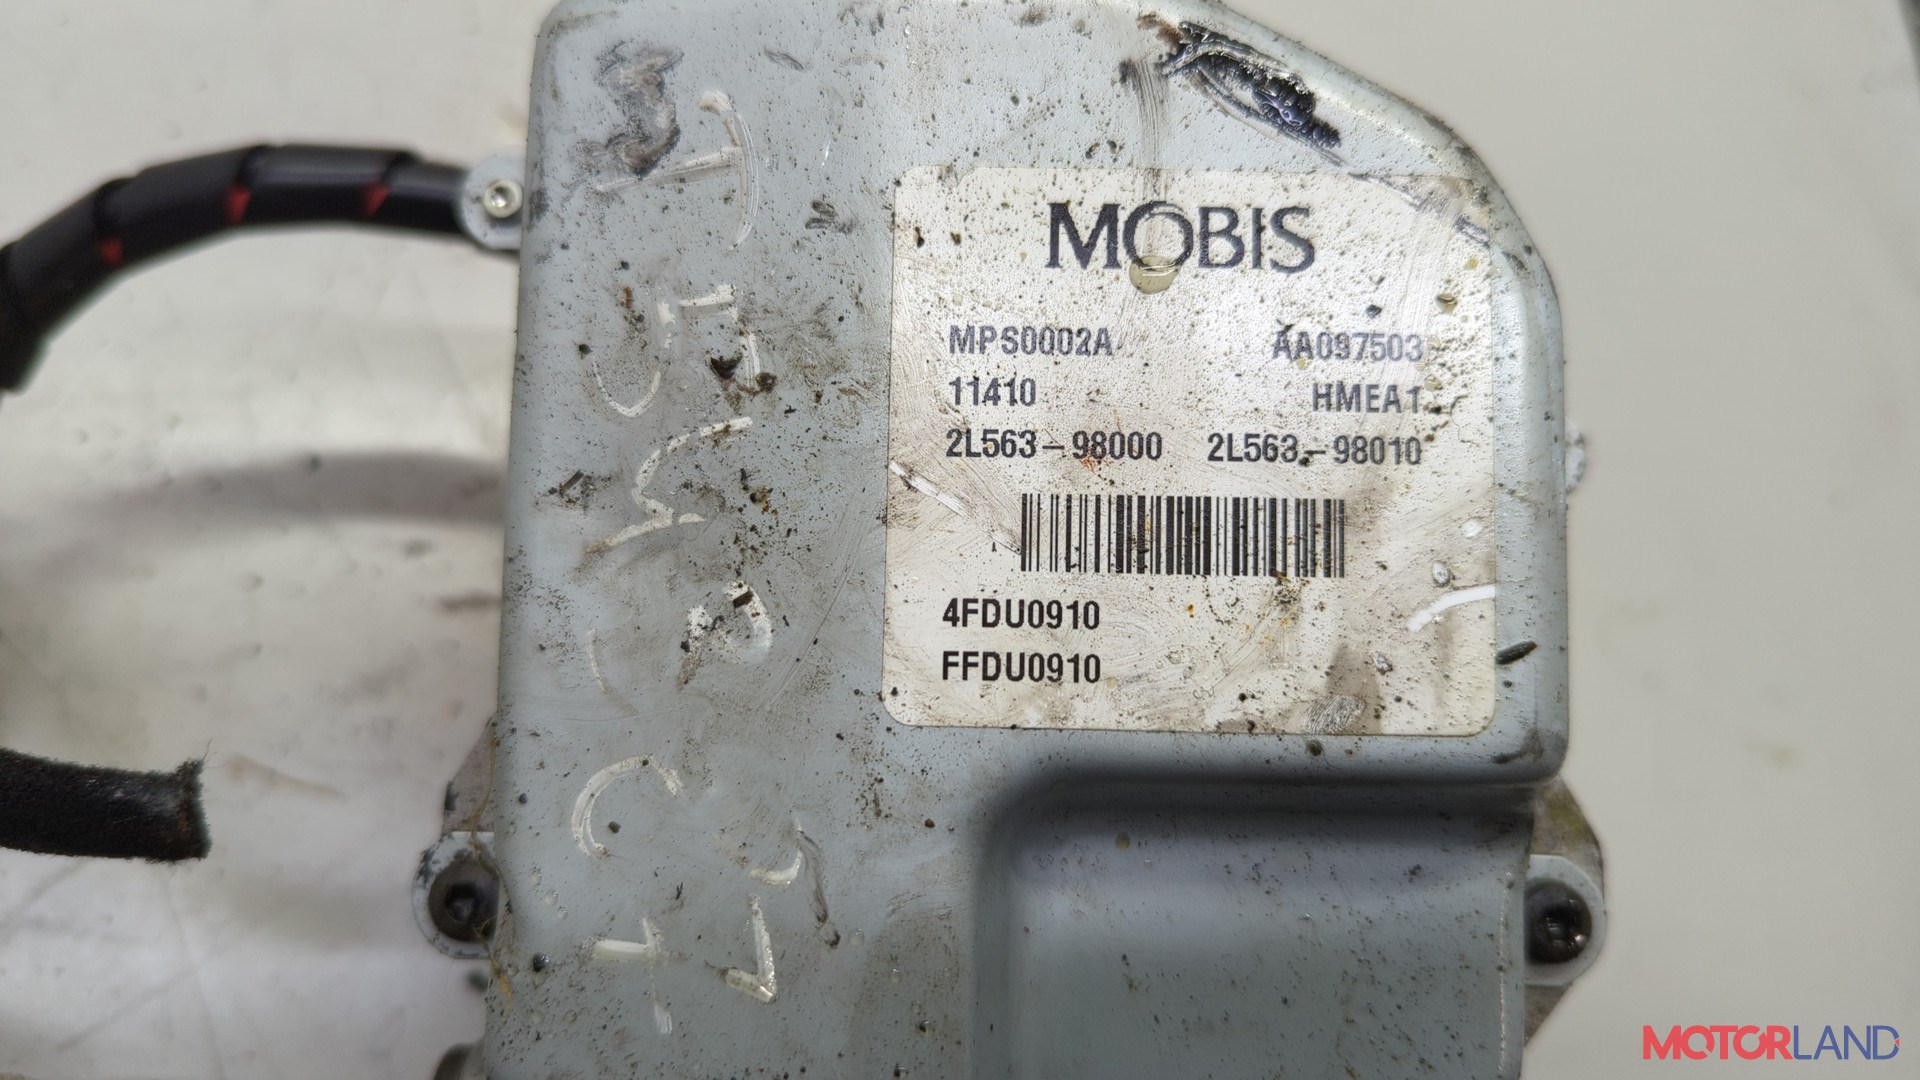 MOBIS
MPS0002A AA097503
11410 HMEA1
2L563-98000 2L563-98010
4FDU0910
FFDU0910
MOTORLAND